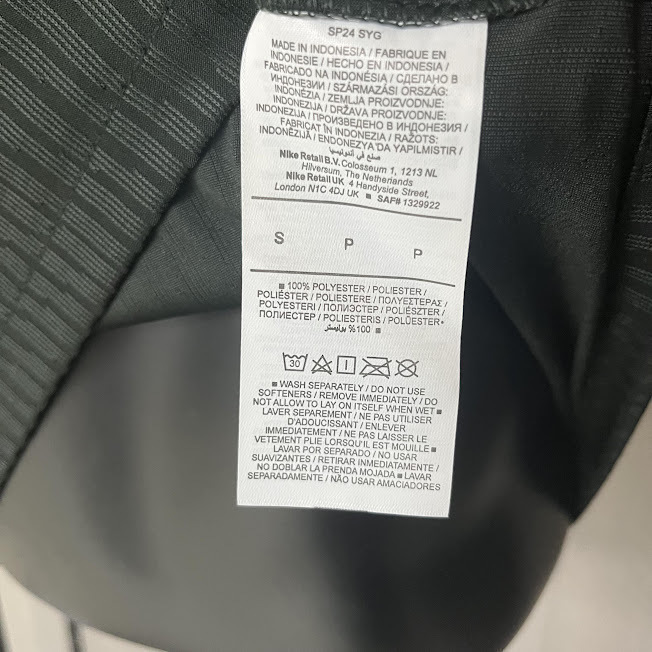 SP24 SYG
MADE IN INDONESIA / FABRIQUE EN
INDONESIE / HECHO EN INDONESIA /
FABRICADO NA INDONÉSIA / СДЕЛАНО В
ИНДОНЕЗИИ / SZÁRMAZÁSI ORSZÁG:
INDONÉZIA / ZEMLJA PROIZVODNJE:
INDONEZIJA / DRŽAVA PROIZVODNJE:
INDONEZIJA / ПРОИЗВЕДЕНО В ИНДОНЕЗИЯ /
FABRICAT ÎN INDONEZIA / RAŽOTS:
INDONĒZIJĀ / ENDONEZYA'DA YAPILMIŞTIR /
صنع في أندونيسيا
Nike Retail B.V. Colosseum 1, 1213 NL
Hilversum, The Netherlands
Nike Retail UK 4 Handyside Street,
London N1C 4DJ UK ■ SAF# 1329922
S P P
■ 100% POLYESTER / POLIESTER /
POLIÉSTER / POLIESTERE / ΠΟΛΥΕΣΤΕΡΑΣ /
POLYESTERI / ПОЛИЭСТЕР / POLIÉSZTER /
ПОЛИЕСТЕР / POLIESTERIS / POLÜESTER•
100% بوليستر ■
30
■ WASH SEPARATELY / DO NOT USE
SOFTENERS / REMOVE IMMEDIATELY / DO
NOT ALLOW TO LAY ON ITSELF WHEN WET ■
LAVER SEPAREMENT / NE PAS UTILISER
D'ADOUCISSANT / ENLEVER
IMMEDIATEMENT / NE PAS LAISSER LE
VETEMENT PLIE LORSQU'IL EST MOUILLE ■
LAVAR POR SEPARADO / NO USAR
SUAVIZANTES / RETIRAR INMEDIATAMENTE /
NO DOBLAR LA PRENDA MOJADA ■ LAVAR
SEPARADAMENTE / NÃO USAR AMACIADORES